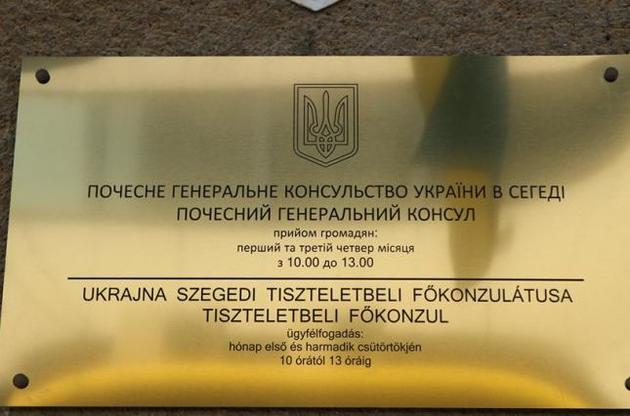 ПОЧЕСНЕ ГЕНЕРАЛЬНЕ КОНСУЛЬСТВО УКРАЇНИ В СЕГЕДІ
ПОЧЕСНИЙ ГЕНЕРАЛЬНИЙ КОНСУЛ
прийом громадян:
перший та третій четвер місяця
з 10.00 до 13.00
UKRAJNA SZEGEDI TISZTELETBELI FŐKONZULÁTUSA
TISZTELETBELI FŐKONZUL
ügyfélfogadás:
hónap első és harmadik csütörtökjén
10 órától 13 óráig